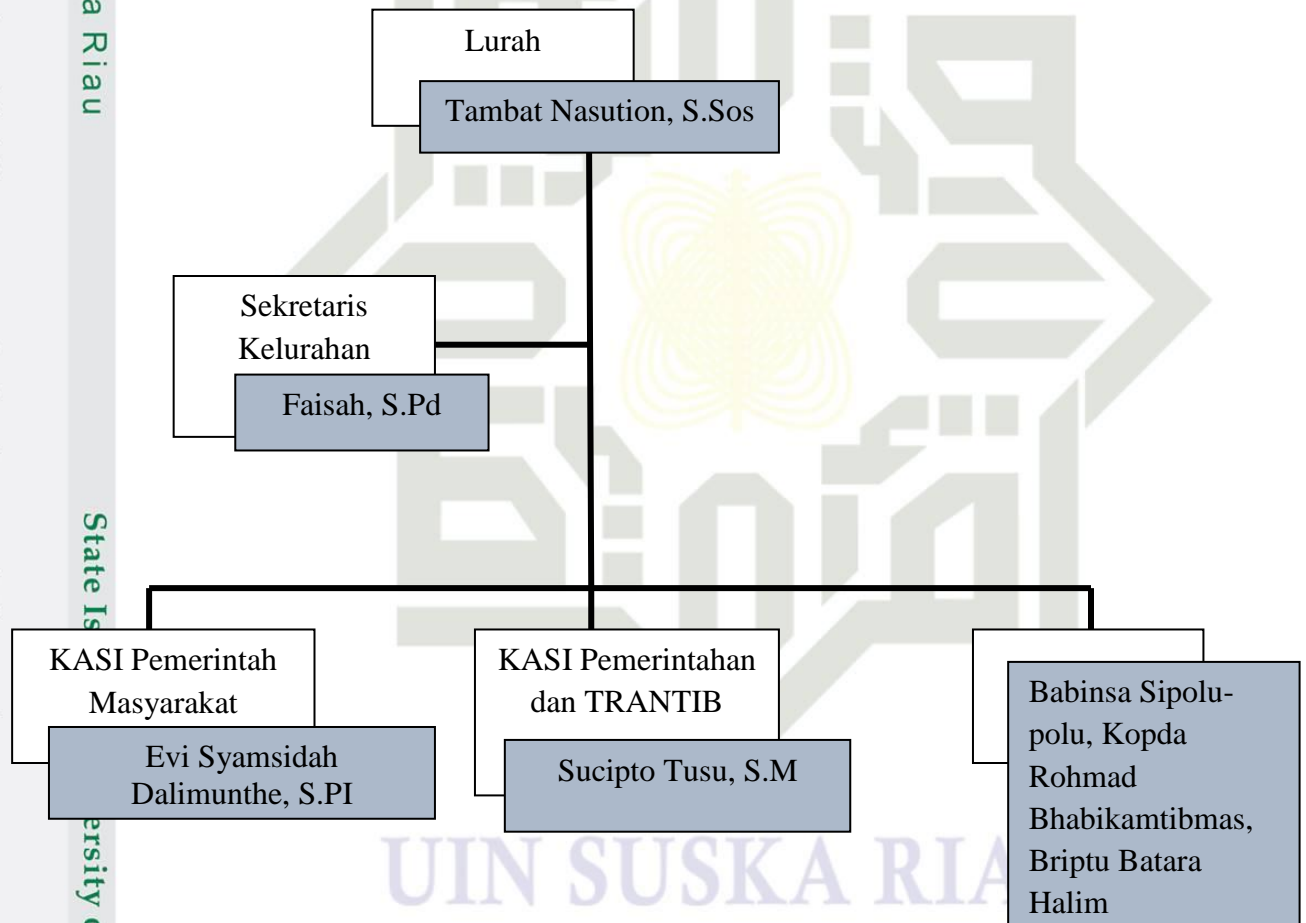 a Riau
Lurah
Tambat Nasution, S.Sos
Sekretaris
Kelurahan
Faisah, S.Pd
State Is
ersity
KASI Pemerintah
Masyarakat
Evi Syamsidah
Dalimunthe, S.PI
KASI Pemerintahan
dan TRANTIB
Sucipto Tusu, S.M
Babinsa Sipolu-
polu, Kopda
Rohmad
Bhabikamtibmas,
Briptu Batara
Halim
UIN SUSKA RIA